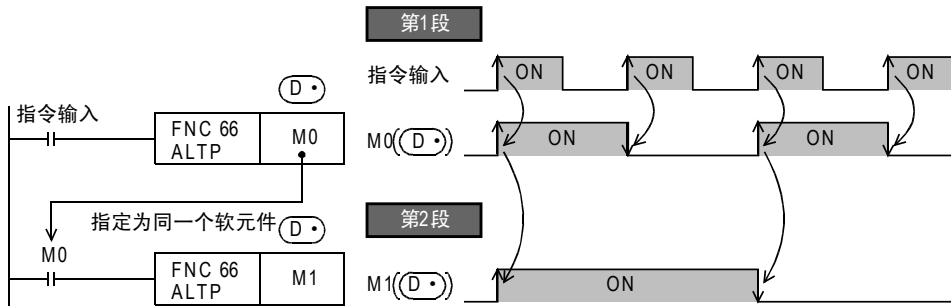 第1段
指令输入
ON ON ON ON
M0(D·)
ON ON
第2段
M1(D·)
ON
指令输入
D·
FNC 66
ALTP
M0
指定为同一个软元件
D·
M0
FNC 66
ALTP
M1